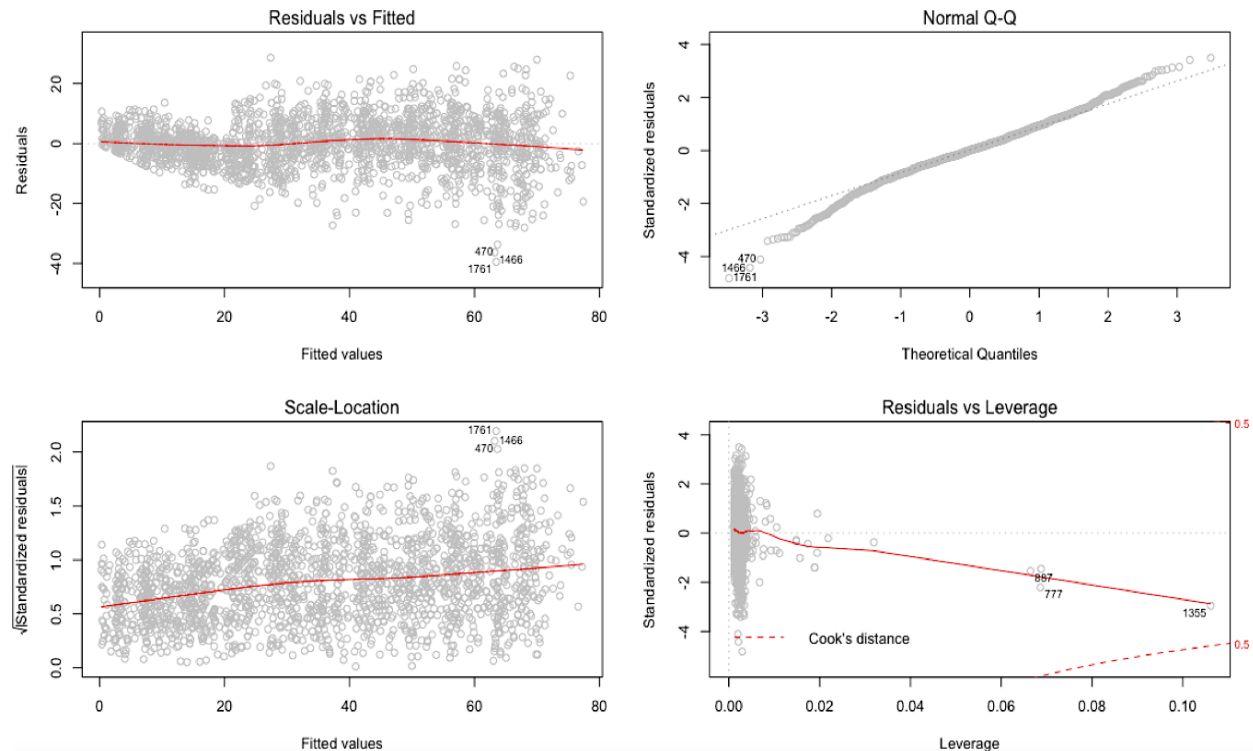 Residuals vs Fitted
Residuals
20
0
-20
-40
470
1466
1761
0 20 40 60 80
Fitted values
Normal Q-Q
Standardized residuals
4
2
0
-2
-4
470
1466
1761
-3 -2 -1 0 1 2 3
Theoretical Quantiles
Scale-Location
√|Standardized residuals|
2.0
1.5
1.0
0.5
0.0
1761
1466
470
0 20 40 60 80
Fitted values
Residuals vs Leverage
Standardized residuals
4
2
0
-2
-4
0.5
887
777
1355
Cook's distance
0.5
0.00 0.02 0.04 0.06 0.08 0.10
Leverage